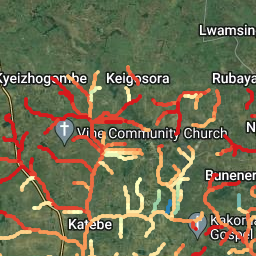 Lwamsin
Kyeizhogombe
Keigosora
Rubaya
Vine Community Church
N
Bunener
Katebe
Kakon
Gospel